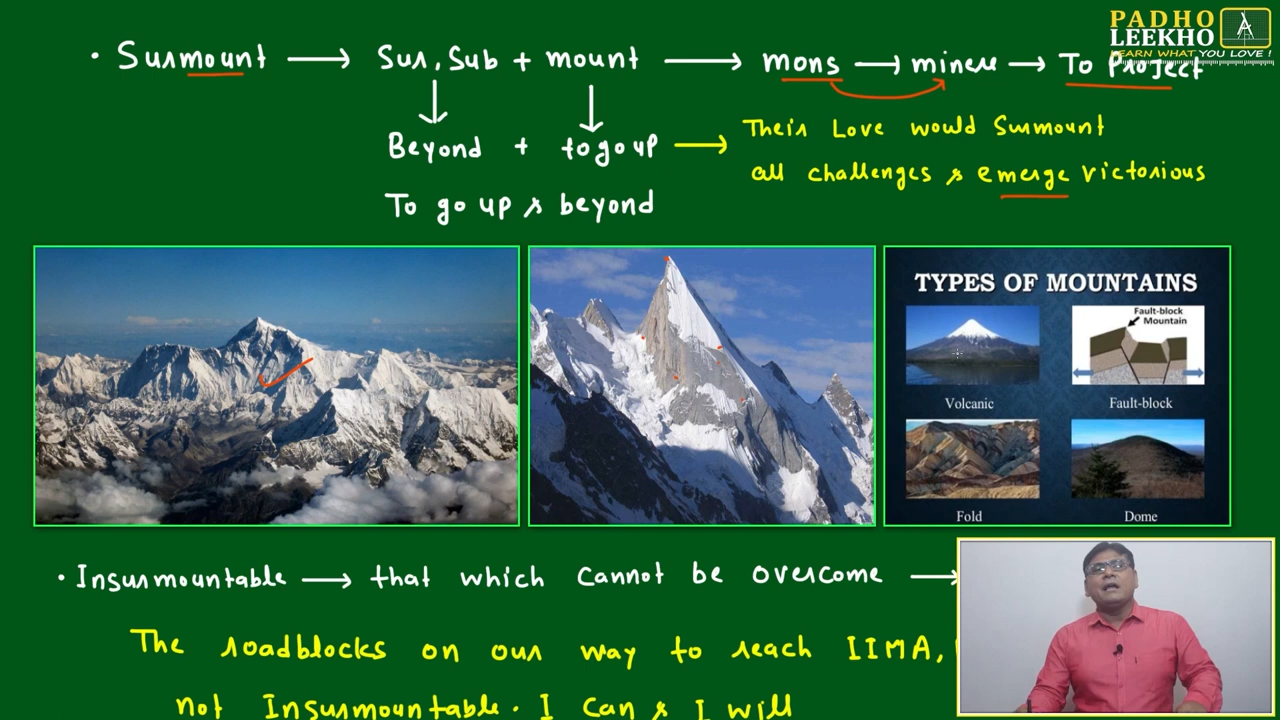 PADHO
LEEKHO
LEARN WHAT YOU LOVE !
• Surmount → Sur, Sub + mount → mons → minere → To Project
Beyond + to go up → Their Love would Surmount
all challenges & emerge victorious
To go up & beyond
TYPES OF MOUNTAINS
Fault-block
Mountain
Volcanic
Fault-block
Fold
Dome
• Insurmountable → that which cannot be overcome →
The roadblocks on our way to reach IIMA,
not Insurmountable. I can & I will